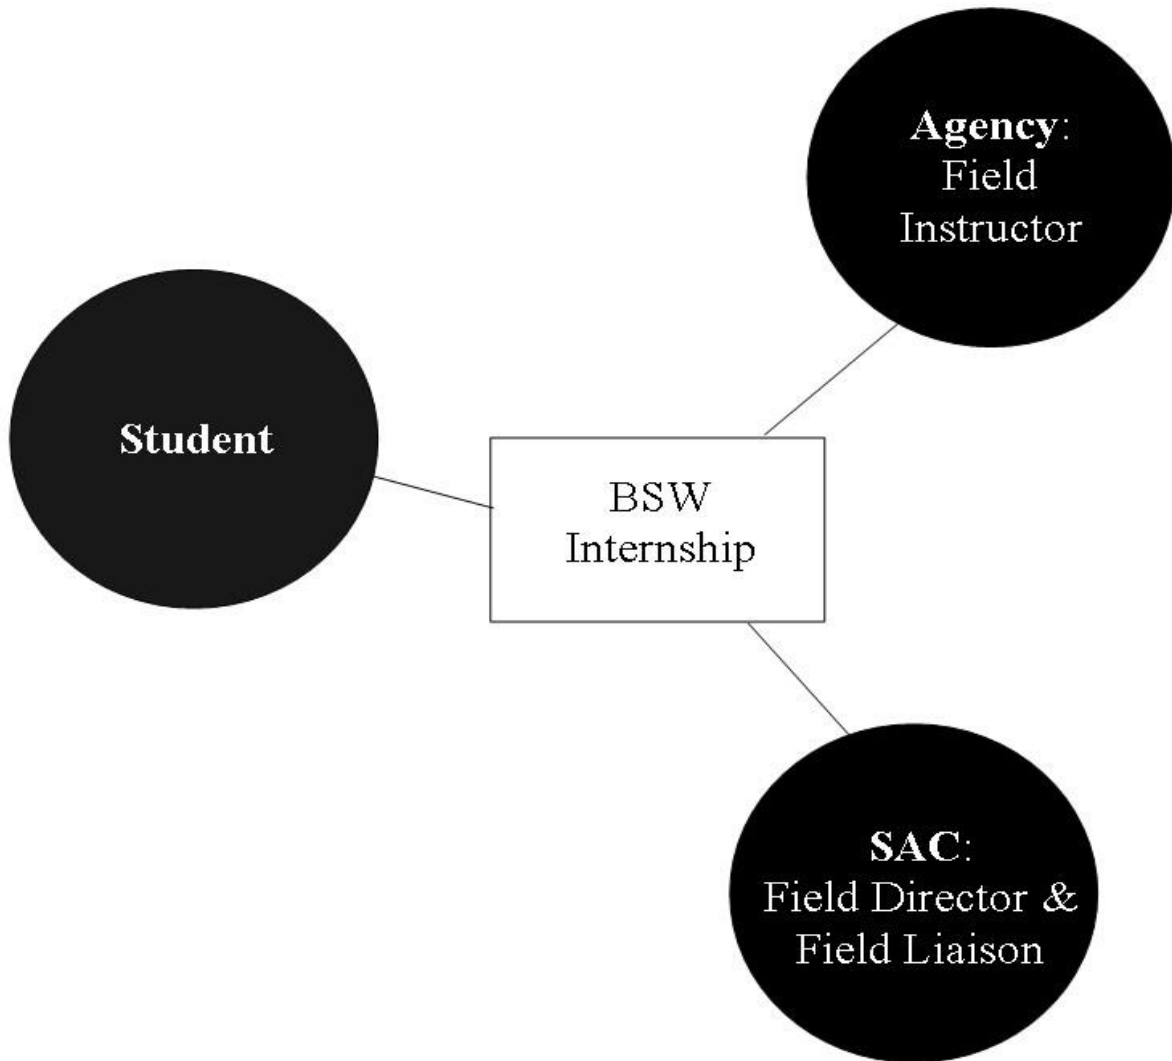 Agency:
Field
Instructor
Student
BSW
Internship
SAC:
Field Director &
Field Liaison